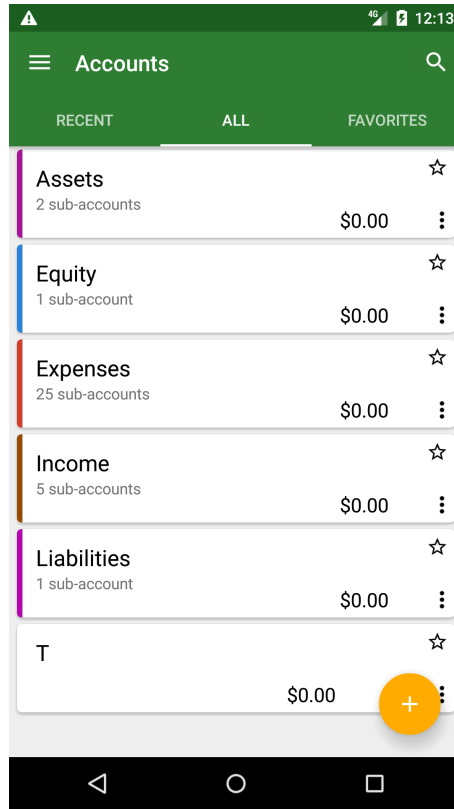 4G 12:13
Accounts
RECENT ALL FAVORITES
Assets
2 sub-accounts
$0.00
Equity
1 sub-account
$0.00
Expenses
25 sub-accounts
$0.00
Income
5 sub-accounts
$0.00
Liabilities
1 sub-account
$0.00
T
$0.00